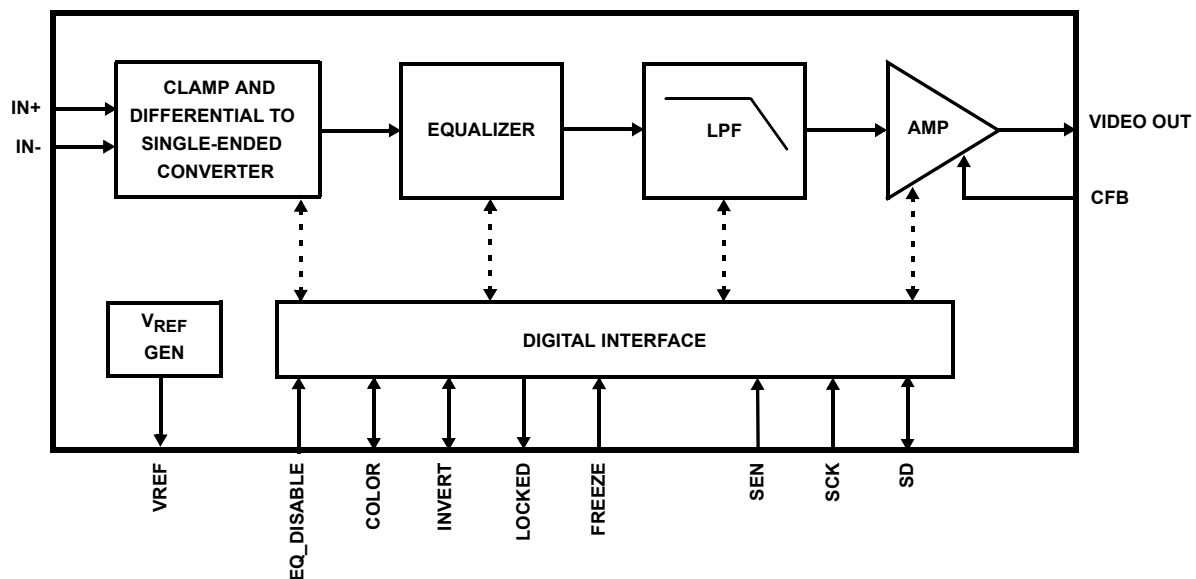 IN+
IN-
CLAMP AND
DIFFERENTIAL TO
SINGLE-ENDED
CONVERTER
EQUALIZER
LPF
AMP
VIDEO OUT
CFB
VREF
GEN
DIGITAL INTERFACE
VREF
EQ_DISABLE
COLOR
INVERT
LOCKED
FREEZE
SEN
SCK
SD